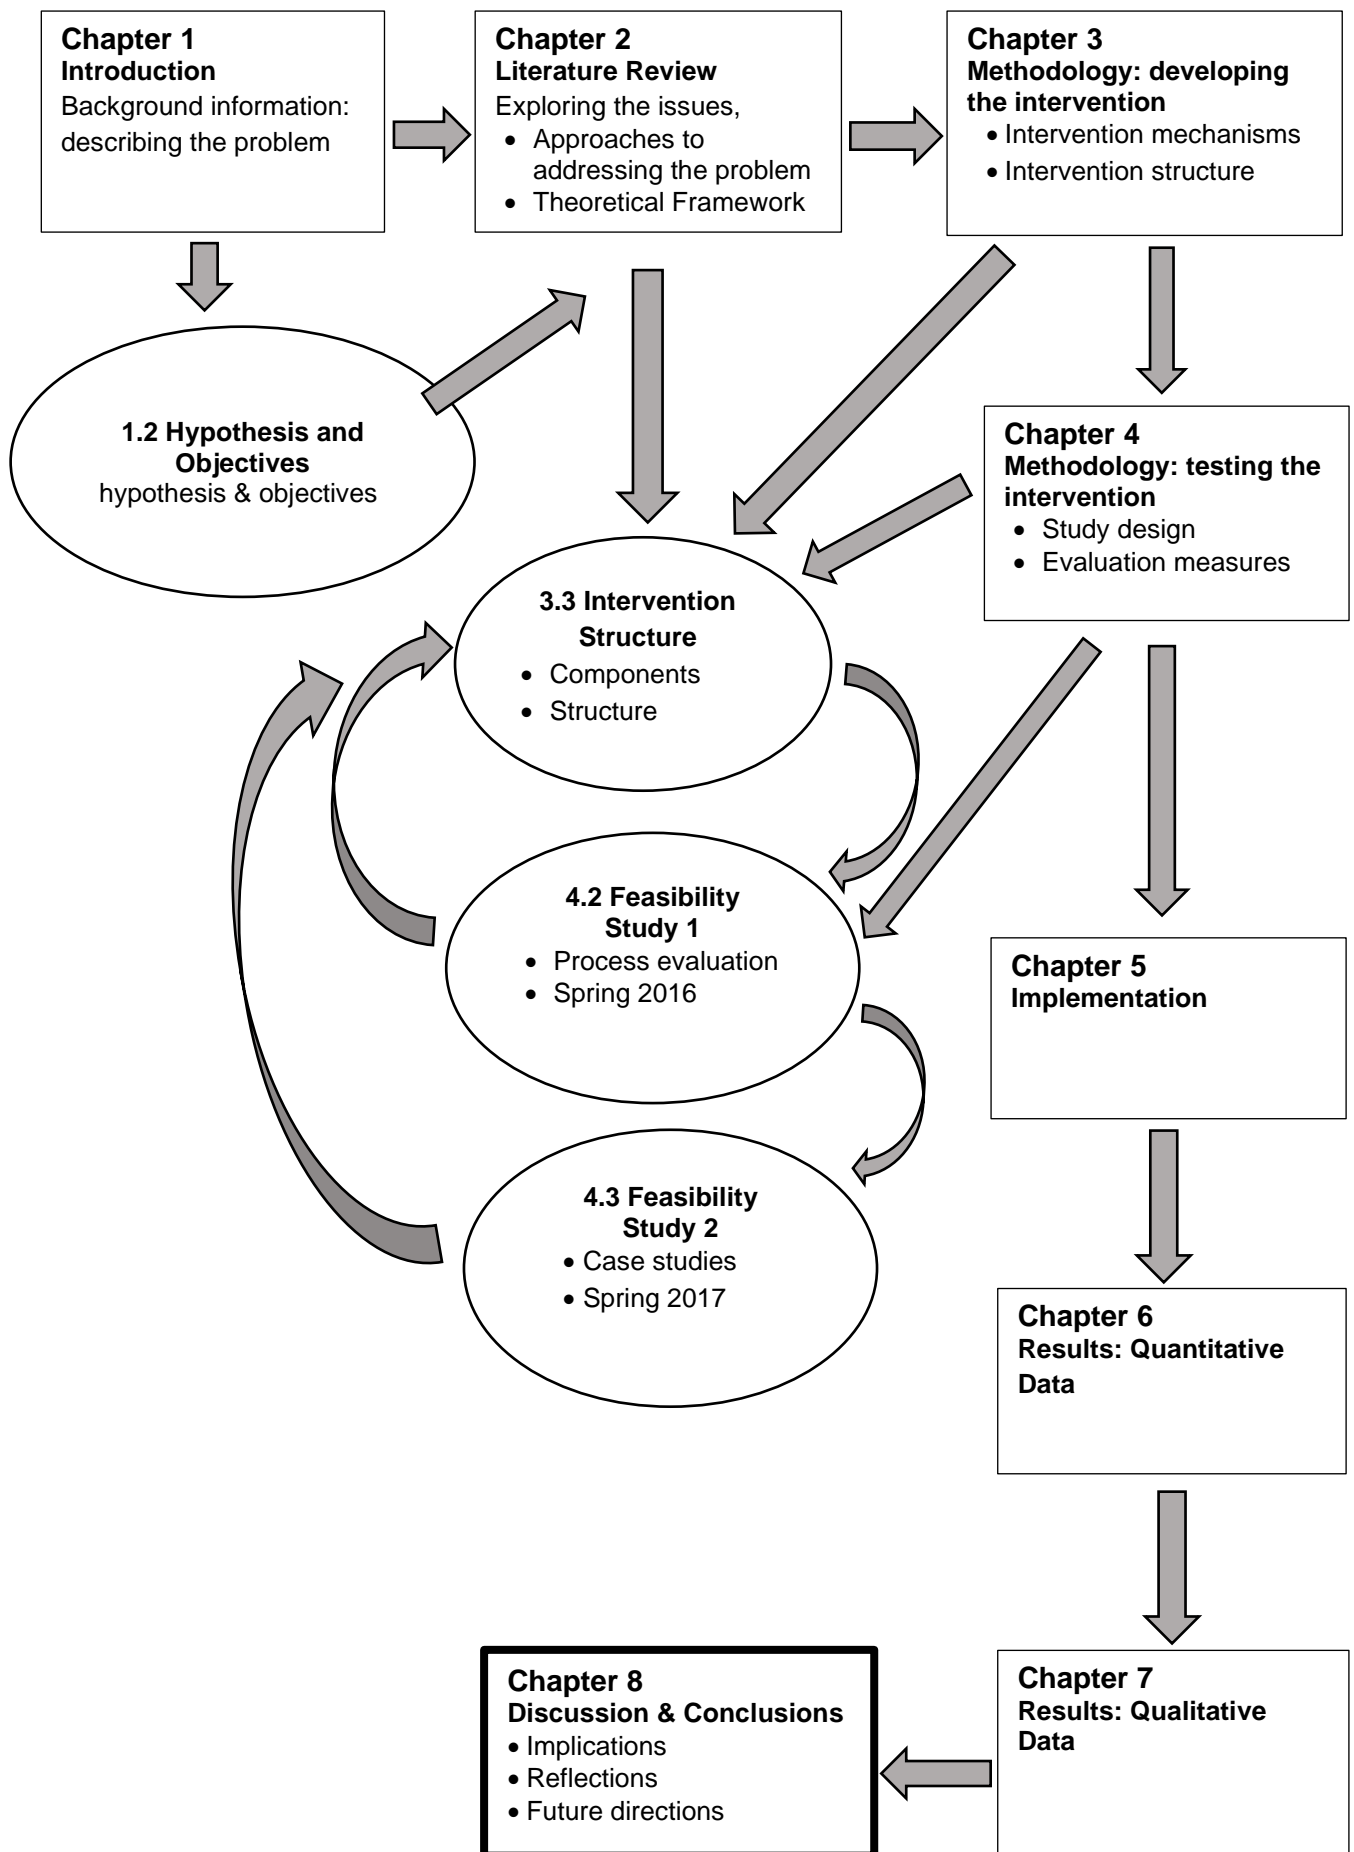 Chapter 1
Introduction
Background information:
describing the problem
Chapter 2
Literature Review
Exploring the issues,
• Approaches to
addressing the problem
• Theoretical Framework
Chapter 3
Methodology: developing
the intervention
• Intervention mechanisms
• Intervention structure
1.2 Hypothesis and
Objectives
hypothesis & objectives
Chapter 4
Methodology: testing the
intervention
• Study design
• Evaluation measures
3.3 Intervention
Structure
• Components
• Structure
4.2 Feasibility
Study 1
• Process evaluation
• Spring 2016
Chapter 5
Implementation
4.3 Feasibility
Study 2
• Case studies
• Spring 2017
Chapter 6
Results: Quantitative
Data
Chapter 7
Results: Qualitative
Data
Chapter 8
Discussion & Conclusions
• Implications
• Reflections
• Future directions